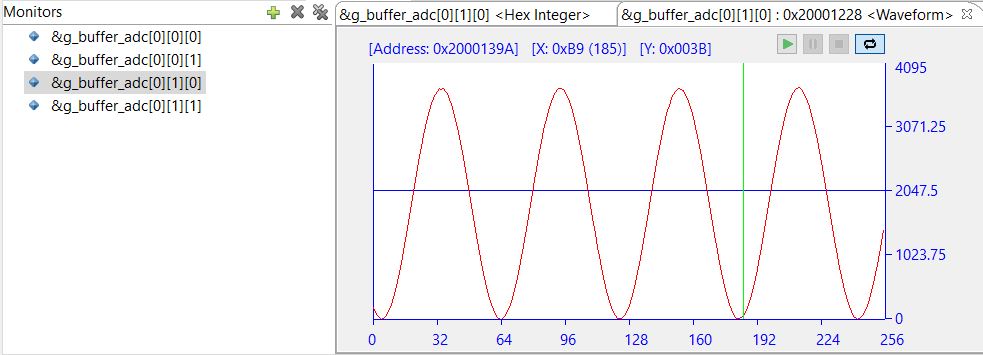 Monitors
&g_buffer_adc[0][0][0]
&g_buffer_adc[0][0][1]
&g_buffer_adc[0][1][0]
&g_buffer_adc[0][1][1]
&g_buffer_adc[0][1][0] <Hex Integer>
&g_buffer_adc[0][1][0] : 0x20001228 <Waveform>
[Address: 0x2000139A] [X: 0xB9 (185)] [Y: 0x003B]
4095
3071.25
2047.5
1023.75
0
0 32 64 96 128 160 192 224 256